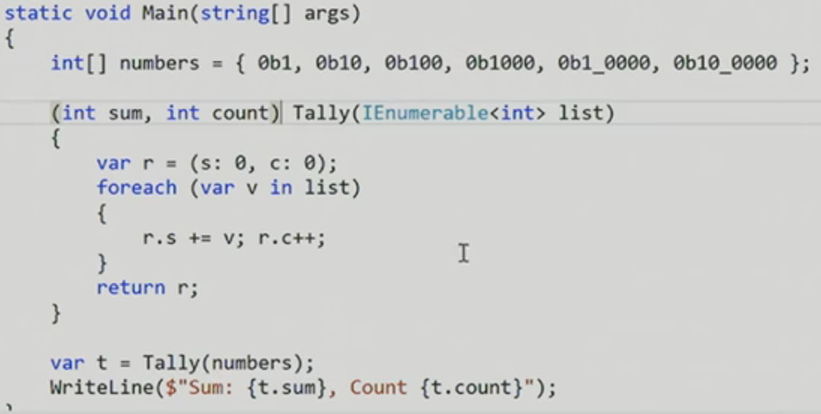 static void Main(string[] args)
{
    int[] numbers = { 0b1, 0b10, 0b100, 0b1000, 0b1_0000, 0b10_0000 };

    (int sum, int count) Tally(IEnumerable<int> list)
    {
        var r = (s: 0, c: 0);
        foreach (var v in list)
        {
            r.s += v; r.c++;
        }
        return r;
    }

    var t = Tally(numbers);
    WriteLine($"Sum: {t.sum}, Count {t.count}");